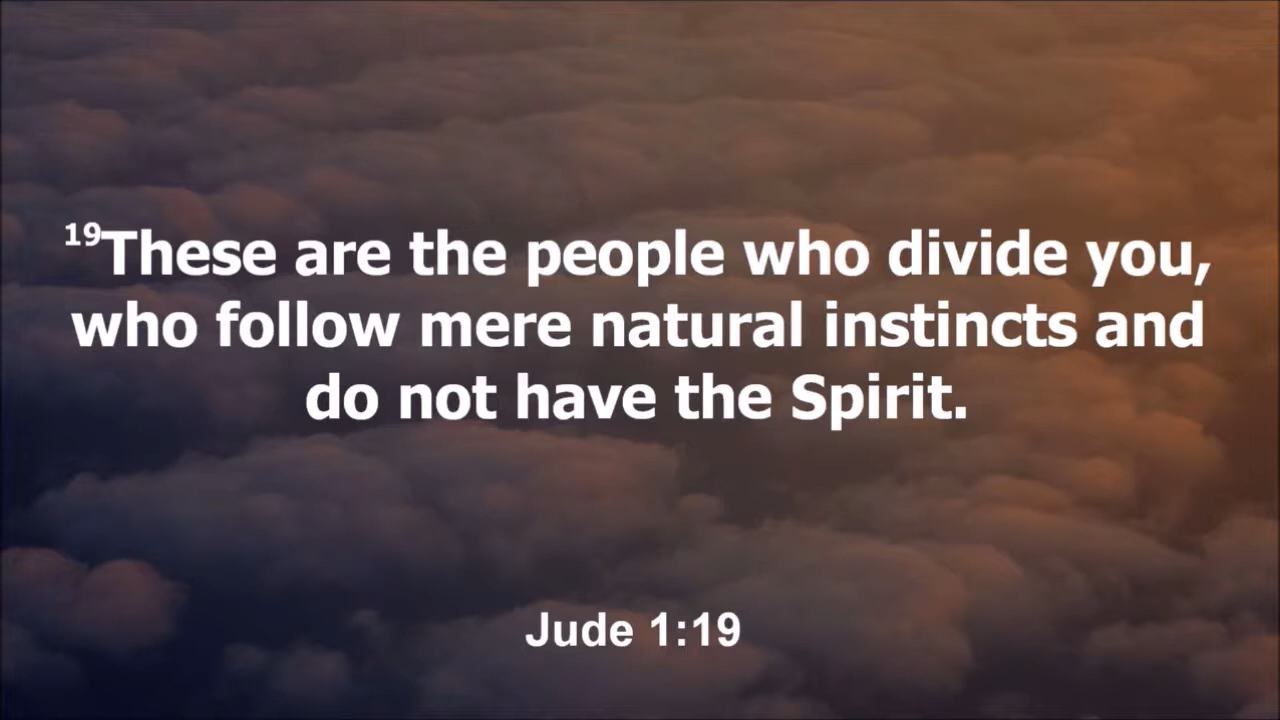 19These are the people who divide you,
who follow mere natural instincts and
do not have the Spirit.
Jude 1:19